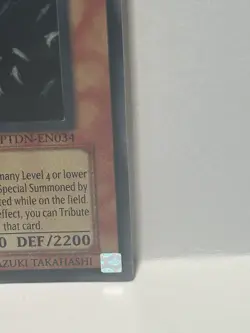 PTDN-EN034
many Level 4 or lower
Special Summoned by
ted while on the field.
effect, you can Tribute
that card.
0 DEF/2200
AZUKI TAKAHASHI